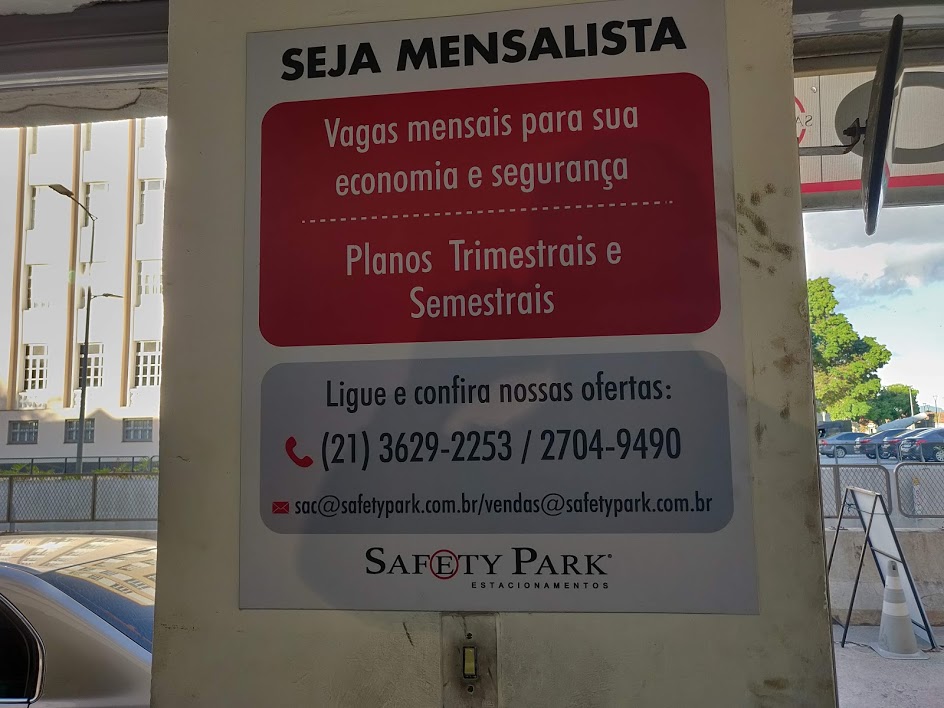 SEJA MENSALISTA
Vagas mensais para sua
economia e segurança
Planos Trimestrais e
Semestrais
Ligue e confira nossas ofertas:
(21) 3629-2253 / 2704-9490
sac@safetypark.com.br/vendas@safetypark.com.br
SAFETY PARK
ESTACIONAMENTOS